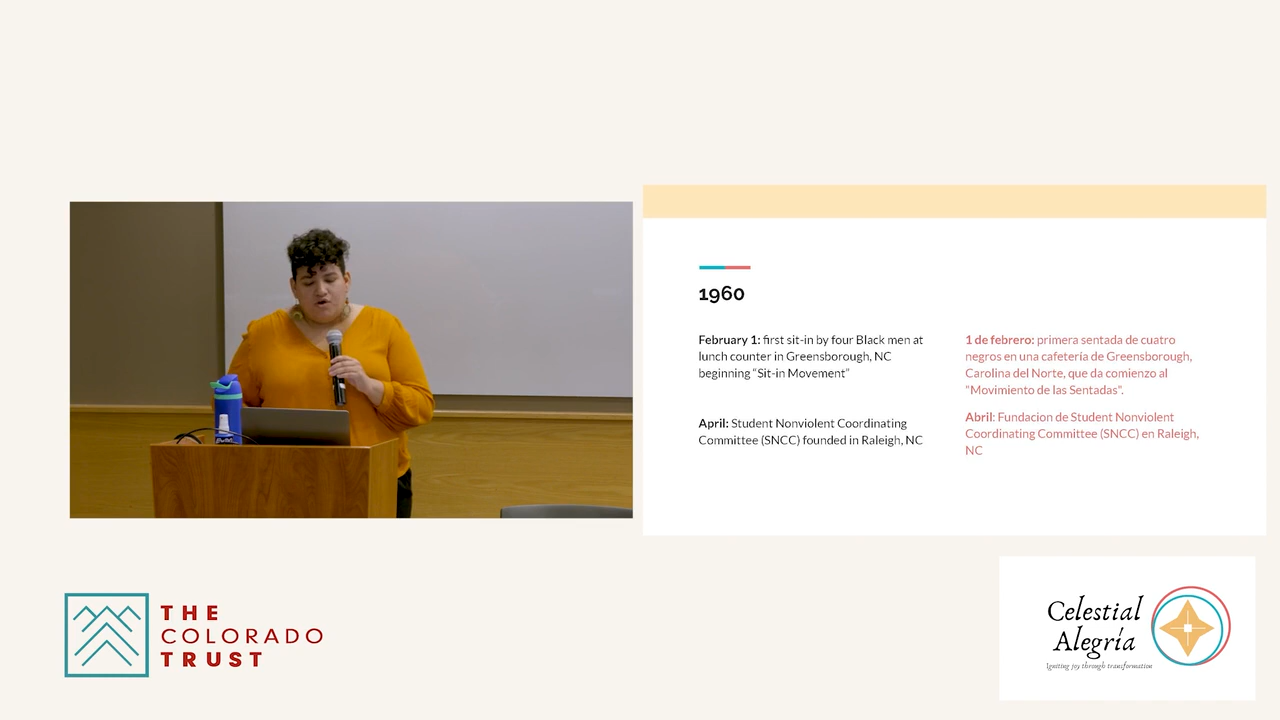 1960
February 1: first sit-in by four Black men at
lunch counter in Greensborough, NC
beginning "Sit-in Movement"
April: Student Nonviolent Coordinating
Committee (SNCC) founded in Raleigh, NC
1 de febrero: primera sentada de cuatro
negros en una cafetería de Greensborough,
Carolina del Norte, que da comienzo al
"Movimiento de las Sentadas".
Abril: Fundacion de Student Nonviolent
Coordinating Committee (SNCC) en Raleigh,
NC
THE
COLORADO
TRUST
Celestial
Alegría
Igniting joy through transformation